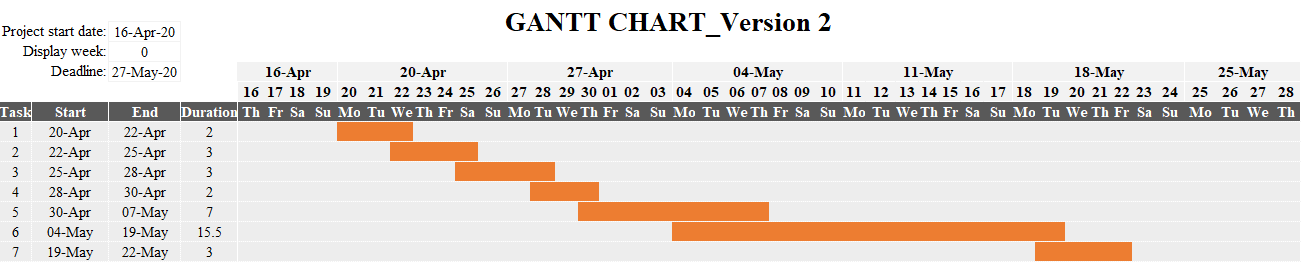 GANTT CHART_Version 2
Project start date: 16-Apr-20
Display week: 0
Deadline: 27-May-20
16-Apr 20-Apr 27-Apr 04-May 11-May 18-May 25-May
16 17 18 19 20 21 22 23 24 25 26 27 28 29 30 01 02 03 04 05 06 07 08 09 10 11 12 13 14 15 16 17 18 19 20 21 22 23 24 25 26 27 28
Task Start End Duration Th Fr Sa Su Mo Tu We Th Fr Sa Su Mo Tu We Th Fr Sa Su Mo Tu We Th Fr Sa Su Mo Tu We Th Fr Sa Su Mo Tu We Th Fr Sa Su Mo Tu We Th
1 20-Apr 22-Apr 2
2 22-Apr 25-Apr 3
3 25-Apr 28-Apr 3
4 28-Apr 30-Apr 2
5 30-Apr 07-May 7
6 04-May 19-May 15.5
7 19-May 22-May 3